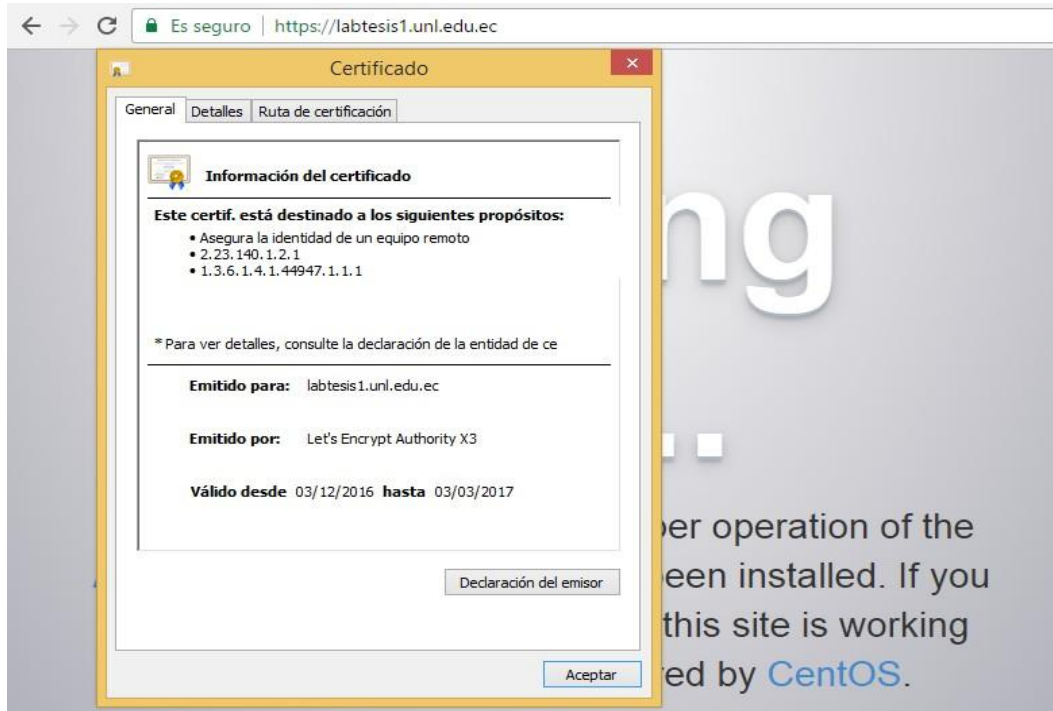 Es seguro | https://labtesis1.unl.edu.ec
Certificado
General Detalles Ruta de certificación
Información del certificado
Este certif. está destinado a los siguientes propósitos:
• Asegura la identidad de un equipo remoto
• 2.23.140.1.2.1
• 1.3.6.1.4.1.44947.1.1.1
* Para ver detalles, consulte la declaración de la entidad de ce
Emitido para: labtesis1.unl.edu.ec
Emitido por: Let's Encrypt Authority X3
Válido desde 03/12/2016 hasta 03/03/2017
Declaración del emisor
Aceptar
ng
..
er operation of the
een installed. If you
this site is working
ed by CentOS.